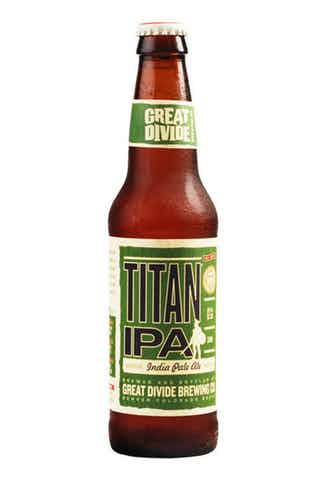 GREAT
DIVIDE
TITAN
IPA
India Pale Ale
BREWED AND BOTTLED
GREAT DIVIDE BREWING CO
DENVER COLORADO